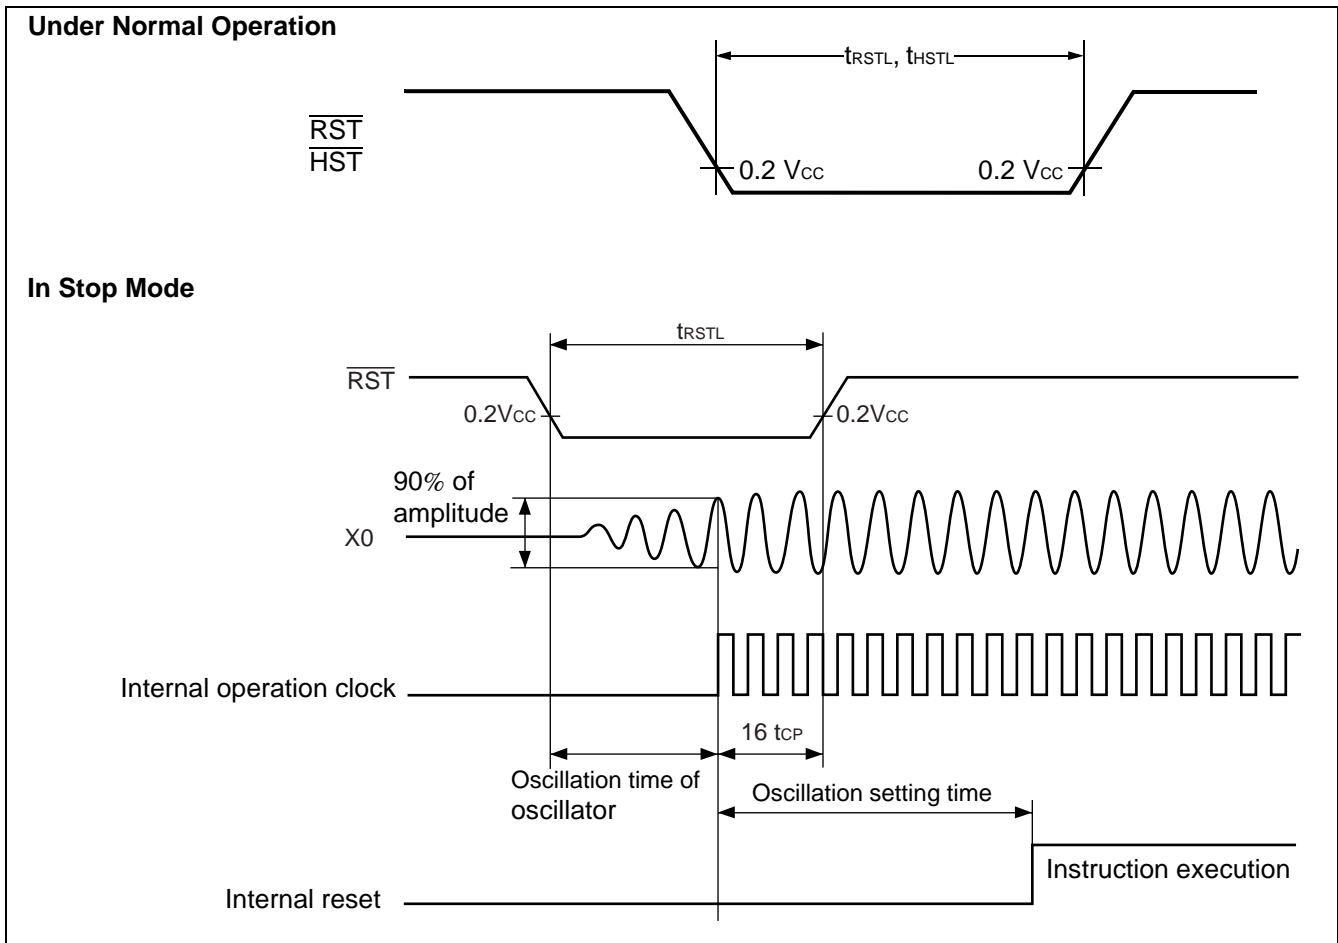 Under Normal Operation
tRSTL, tHSTL
RST
HST
0.2 VCC
0.2 VCC
In Stop Mode
tRSTL
RST
0.2VCC
0.2VCC
90% of
amplitude
X0
Internal operation clock
16 tCP
Oscillation time of
oscillator
Oscillation setting time
Instruction execution
Internal reset